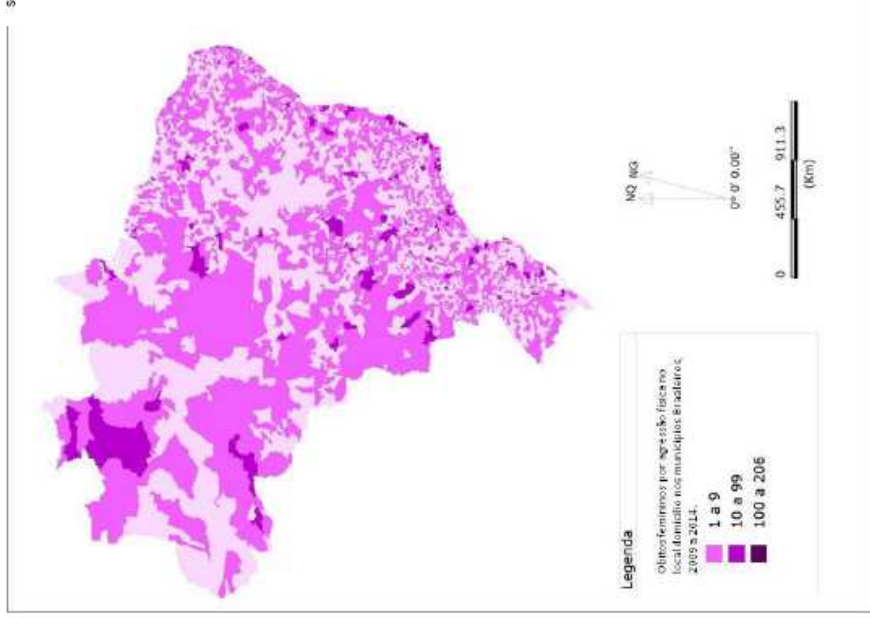 s
NQ NG
0° 0' 0.00"
0 455.7 911.3
(Km)
Legenda
Óbitos femininos por agressão física no
local domicílio nos municípios Brasileiros,
2009 a 2014.
1 a 9
10 a 99
100 a 206